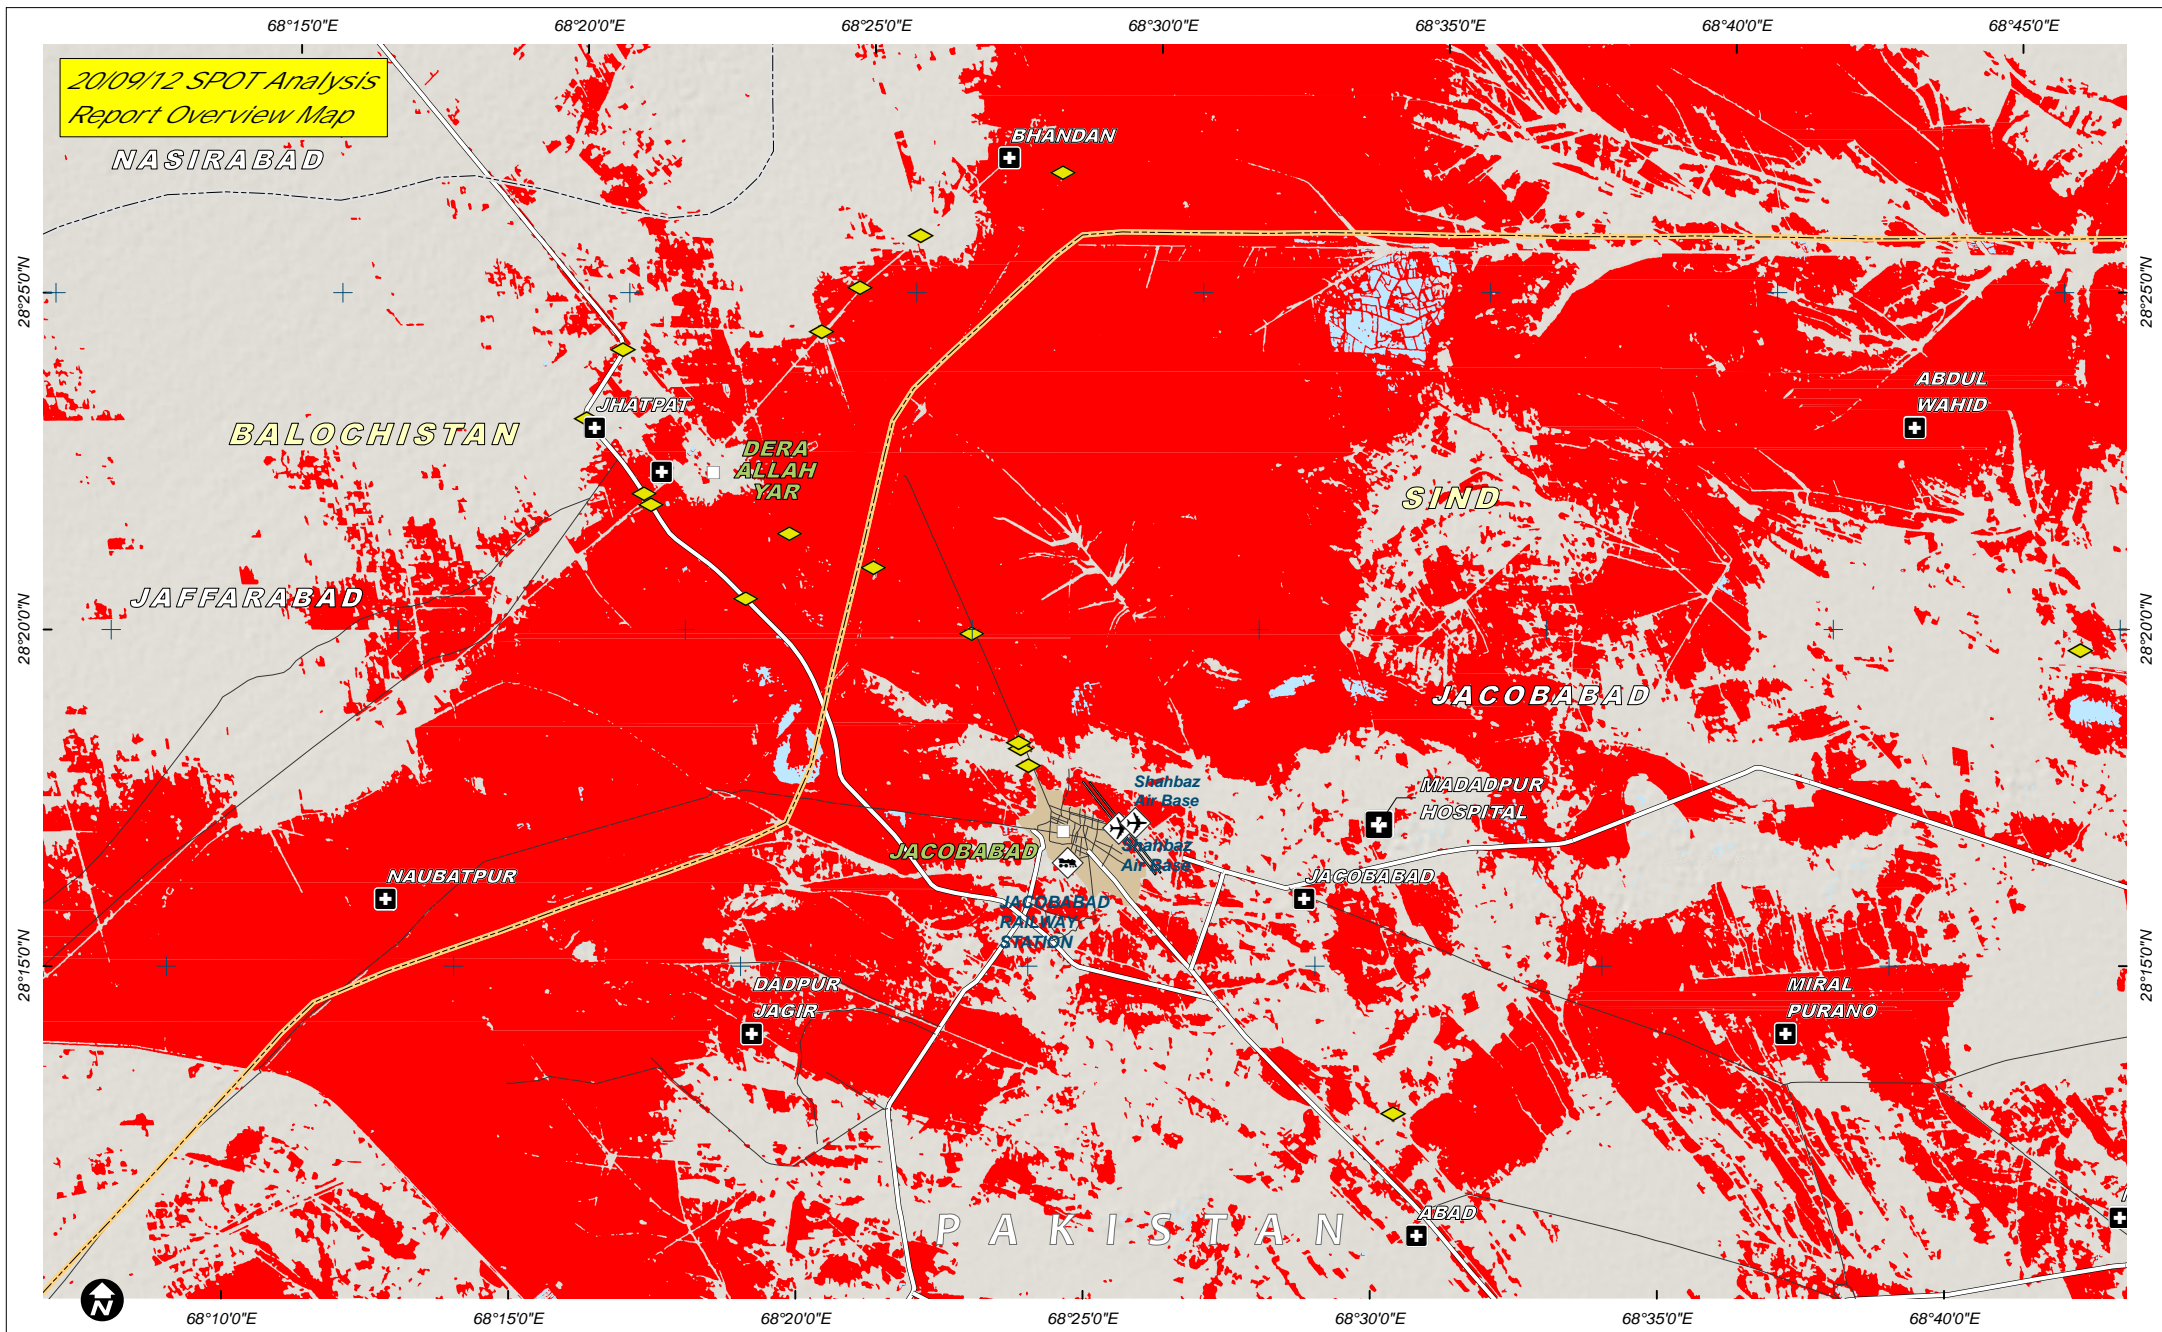 68°15'0"E
68°20'0"E
68°25'0"E
68°30'0"E
68°35'0"E
68°40'0"E
68°45'0"E
20/09/12 SPOT Analysis
Report Overview Map
NASIRABAD
BHANDAN
28°25'0"N
28°25'0"N
ABDUL
WAHID
JHATPAT
BALOCHISTAN
DERA
ALLAH
YAR
SIND
JAFFARABAD
28°20'0"N
28°20'0"N
JACOBABAD
Shahbaz
Air Base
MADADPUR
HOSPITAL
JACOBABAD
Shahbaz
Air Base
NAUBATPUR
JACOBABAD
JACOBABAD
RAILWAY
STATION
28°15'0"N
28°15'0"N
DADPUR
JAGIR
MIRAL
PURANO
ABAD
PAKISTAN
N
68°10'0"E
68°15'0"E
68°20'0"E
68°25'0"E
68°30'0"E
68°35'0"E
68°40'0"E